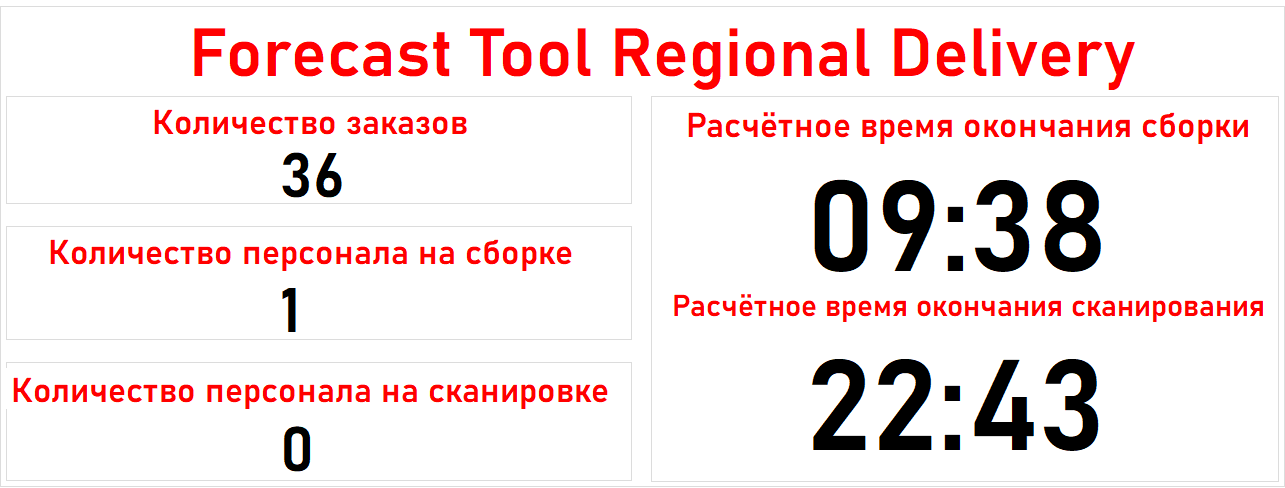 Forecast Tool Regional Delivery
Количество заказов
36
Количество персонала на сборке
1
Количество персонала на сканировке
0
Расчётное время окончания сборки
09:38
Расчётное время окончания сканирования
22:43